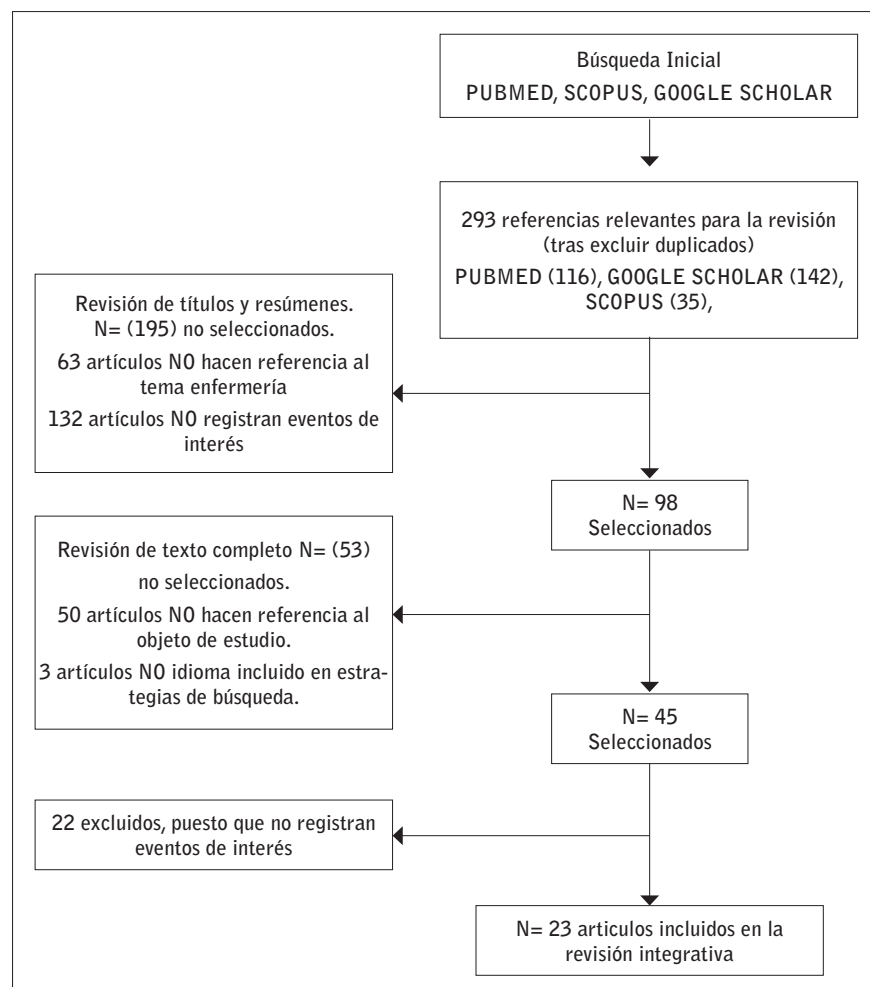 Búsqueda Inicial
PUBMED, SCOPUS, GOOGLE SCHOLAR
293 referencias relevantes para la revisión
(tras excluir duplicados)
PUBMED (116), GOOGLE SCHOLAR (142),
SCOPUS (35),
Revisión de títulos y resúmenes.
N= (195) no seleccionados.
63 artículos NO hacen referencia al
tema enfermería
132 artículos NO registran eventos de
interés
N= 98
Seleccionados
Revisión de texto completo N= (53)
no seleccionados.
50 artículos NO hacen referencia al
objeto de estudio.
3 artículos NO idioma incluido en estra-
tegias de búsqueda.
N= 45
Seleccionados
22 excluidos, puesto que no registran
eventos de interés
N= 23 articulos incluidos en la
revisión integrativa